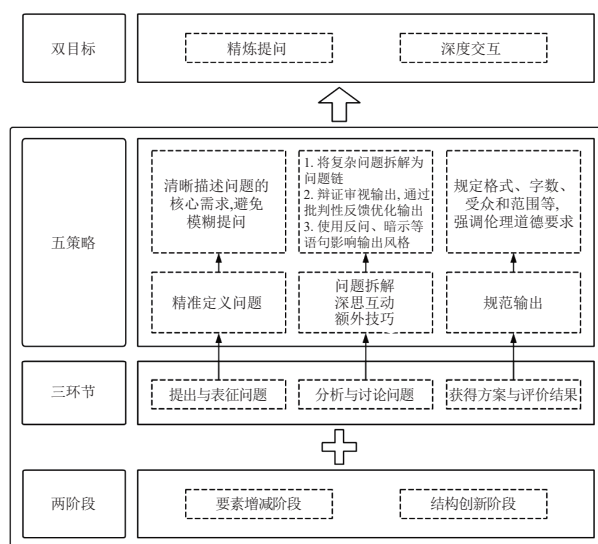 双目标
精炼提问
深度交互
五策略
清晰描述问题的
核心需求,避免
模糊提问
1. 将复杂问题拆解为
问题链
2. 辩证审视输出, 通过
批判性反馈优化输出
3. 使用反问、暗示等
语句影响输出风格
规定格式、字数、
受众和范围等,
强调伦理道德要求
精准定义问题
问题拆解
深思互动
额外技巧
规范输出
三环节
提出与表征问题
分析与讨论问题
获得方案与评价结果
两阶段
要素增减阶段
结构创新阶段